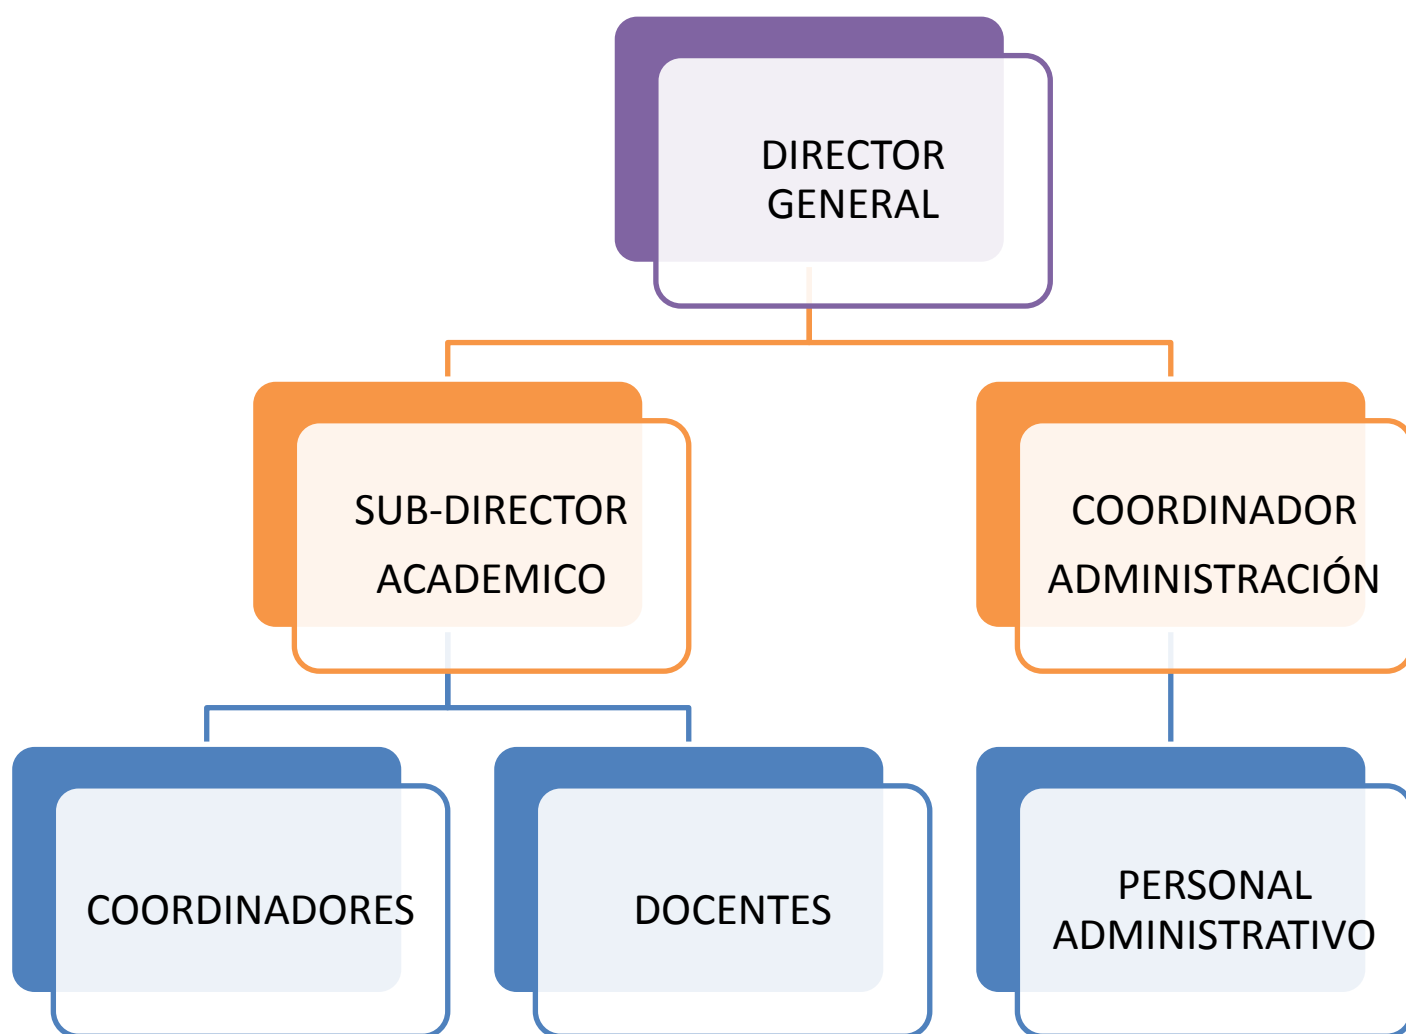 DIRECTOR
GENERAL
SUB-DIRECTOR
ACADEMICO
COORDINADOR
ADMINISTRACIÓN
COORDINADORES
DOCENTES
PERSONAL
ADMINISTRATIVO